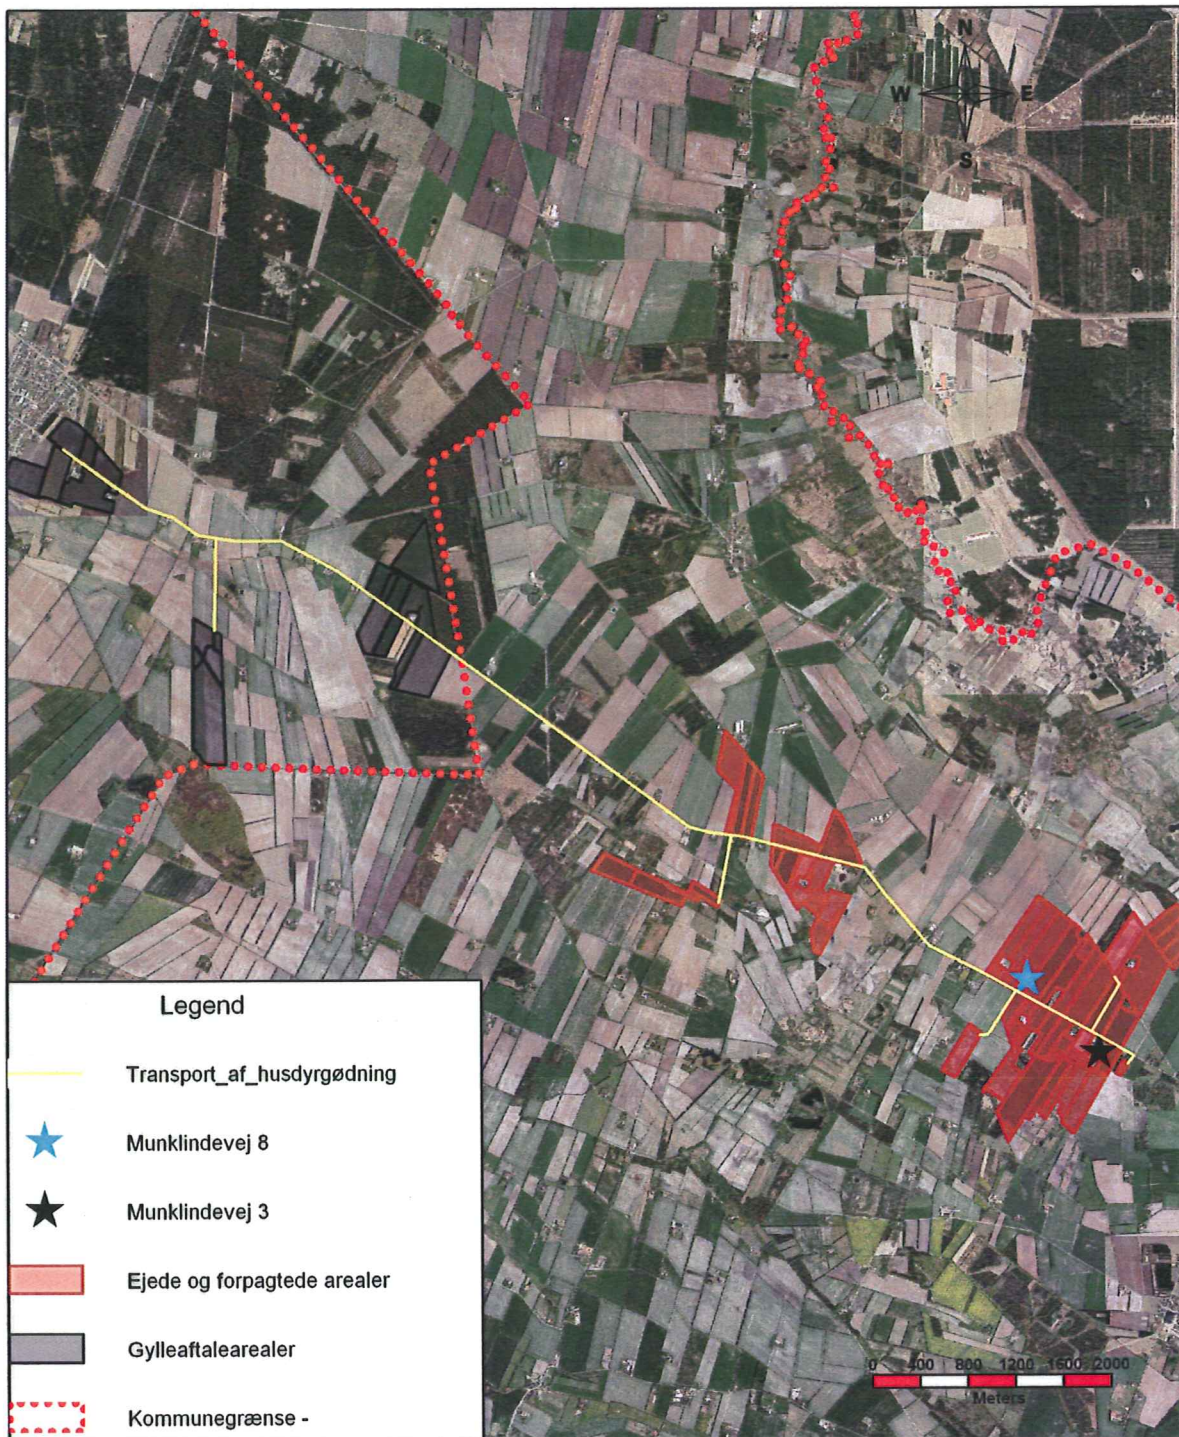 N
W E
S
Legend
Transport_af_husdyrgødning
Munklindevej 8
Munklindevej 3
Ejede og forpagtede arealer
Gylleaftalearealer
Kommunegrænse -
0 400 800 1200 1600 2000
Meters